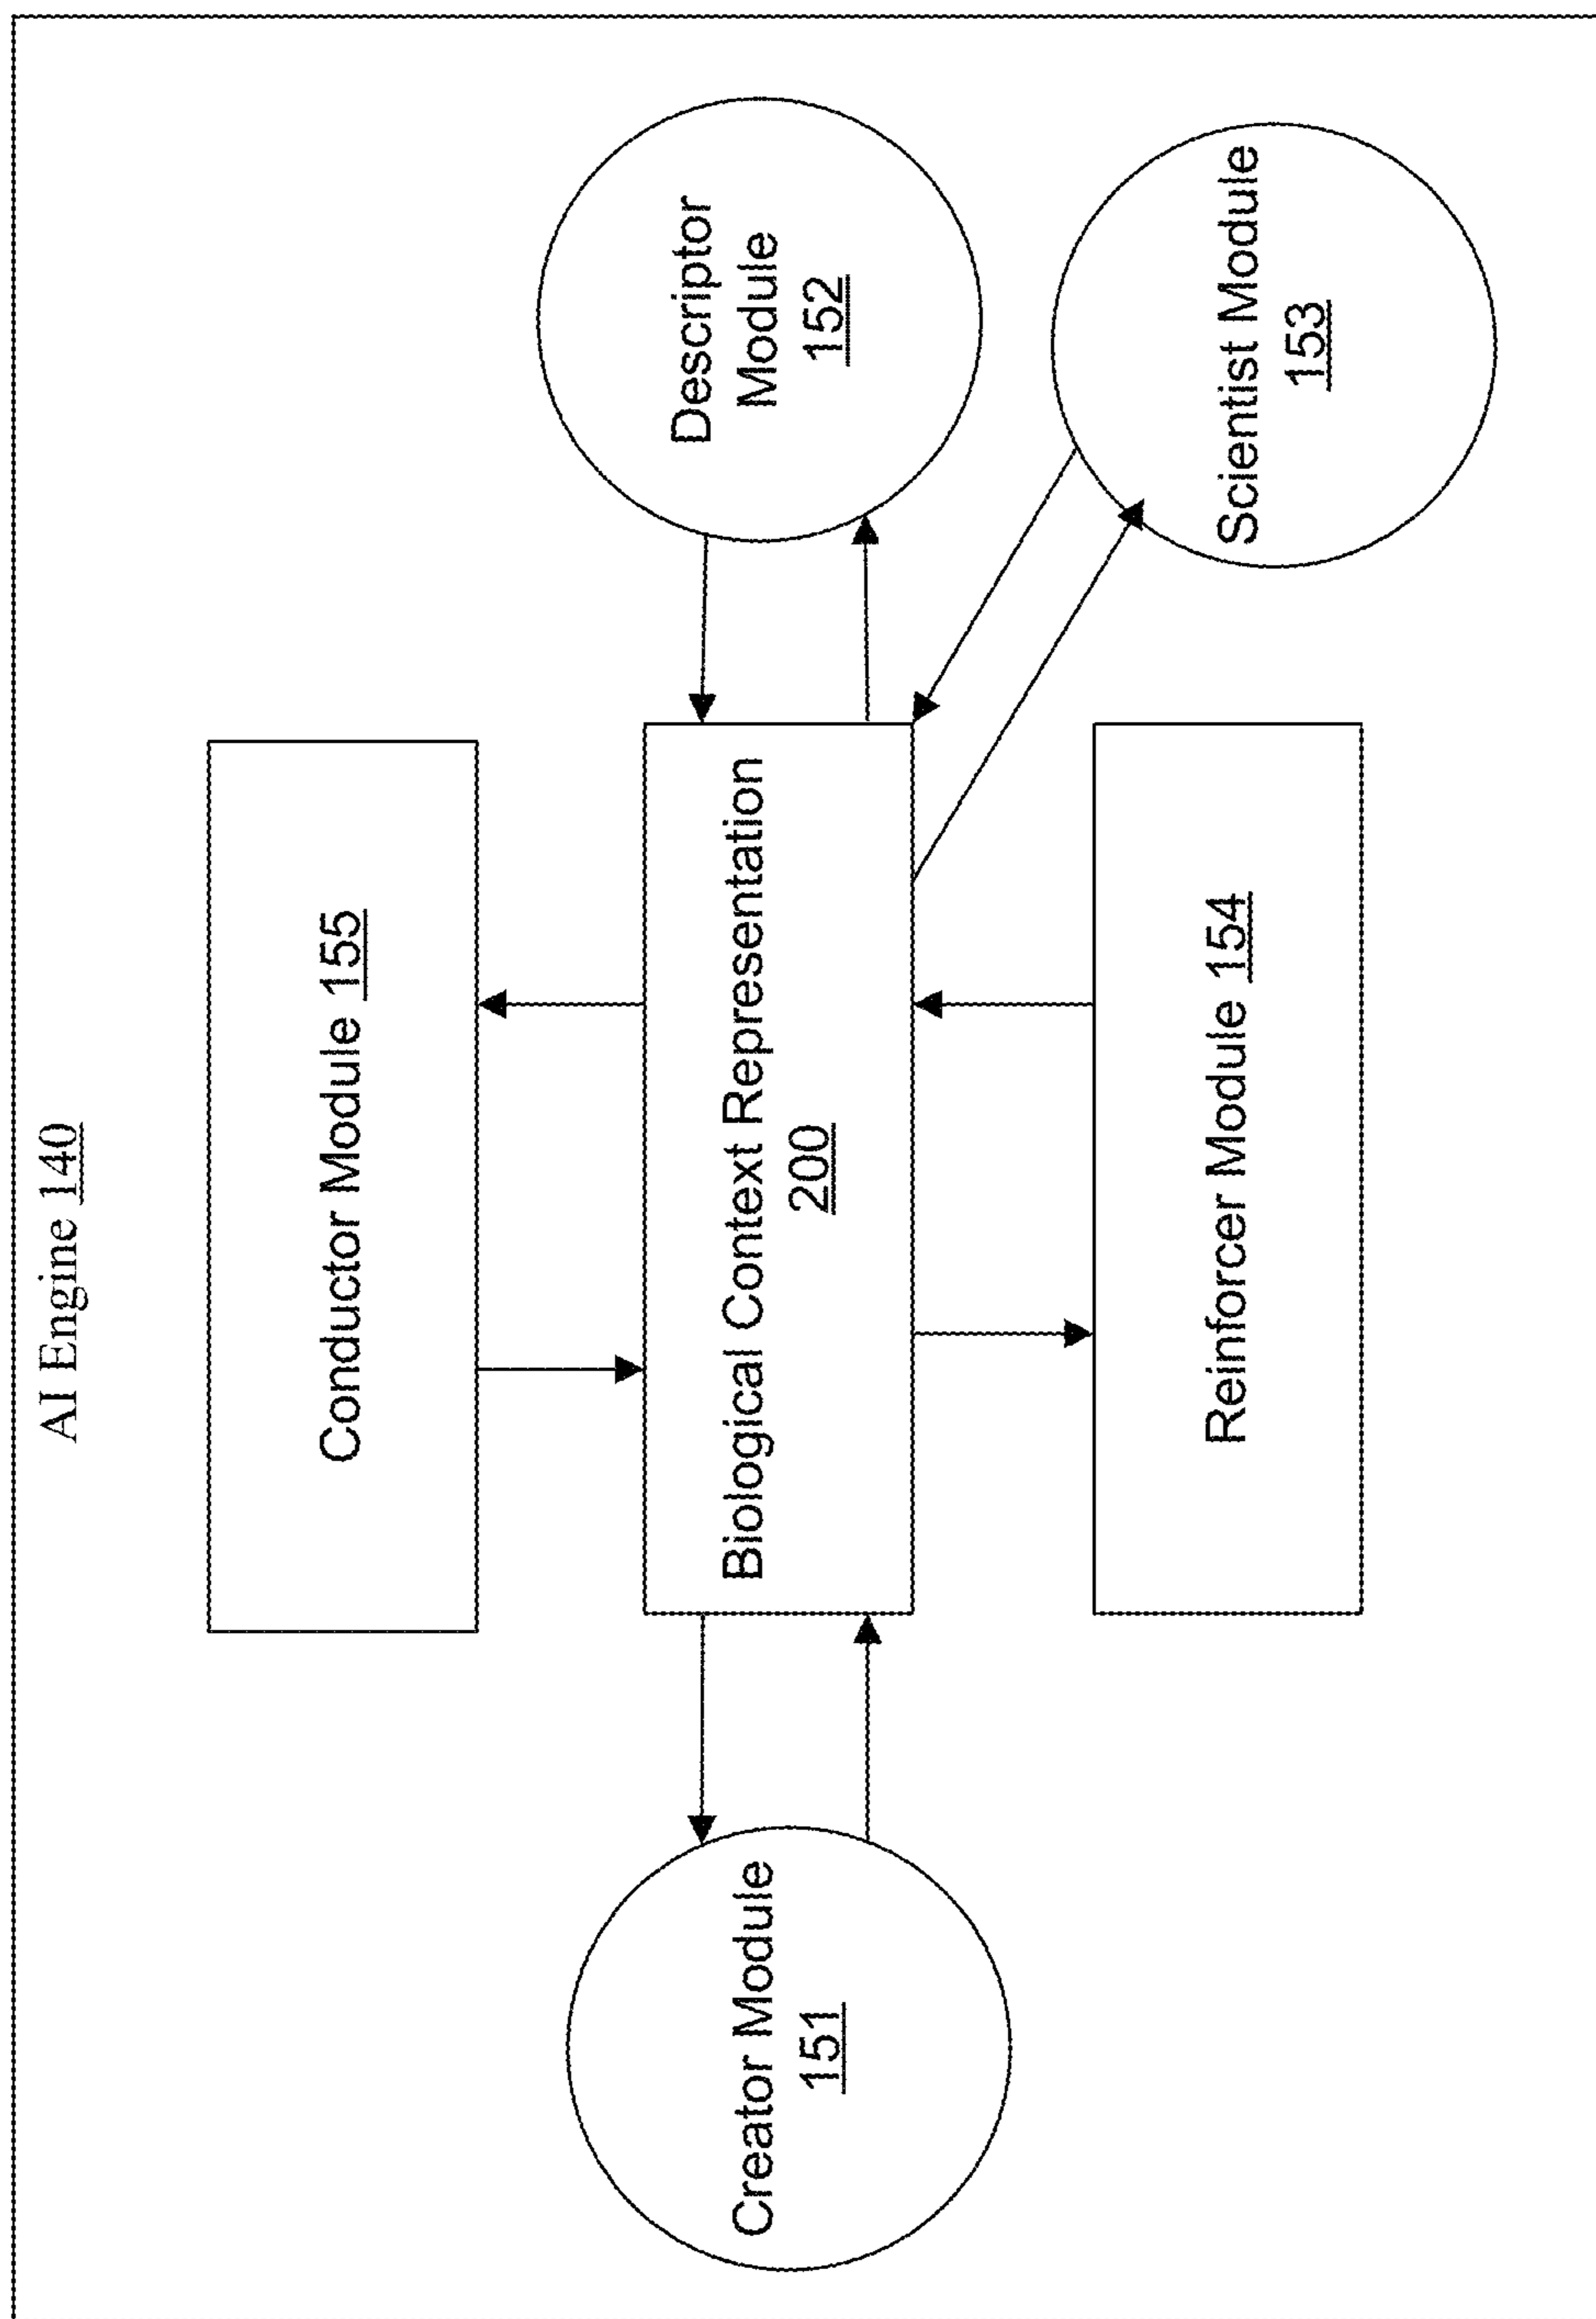 AI Engine 140
Conductor Module 155
Creator Module
151
Biological Context Representation
200
Descriptor
Module
152
Reinforcer Module 154
Scientist Module
153